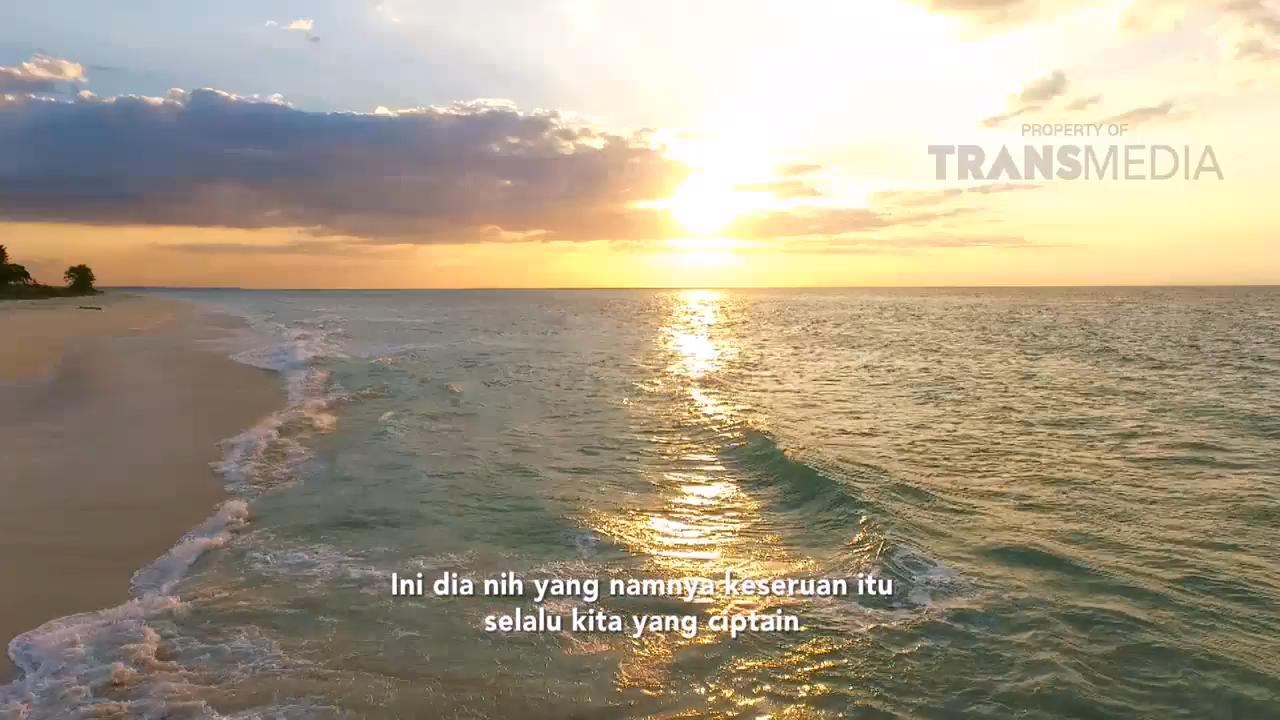 PROPERTY OF
TRANSMEDIA
Ini dia nih yang namnya keseruan itu
selalu kita yang ciptain.